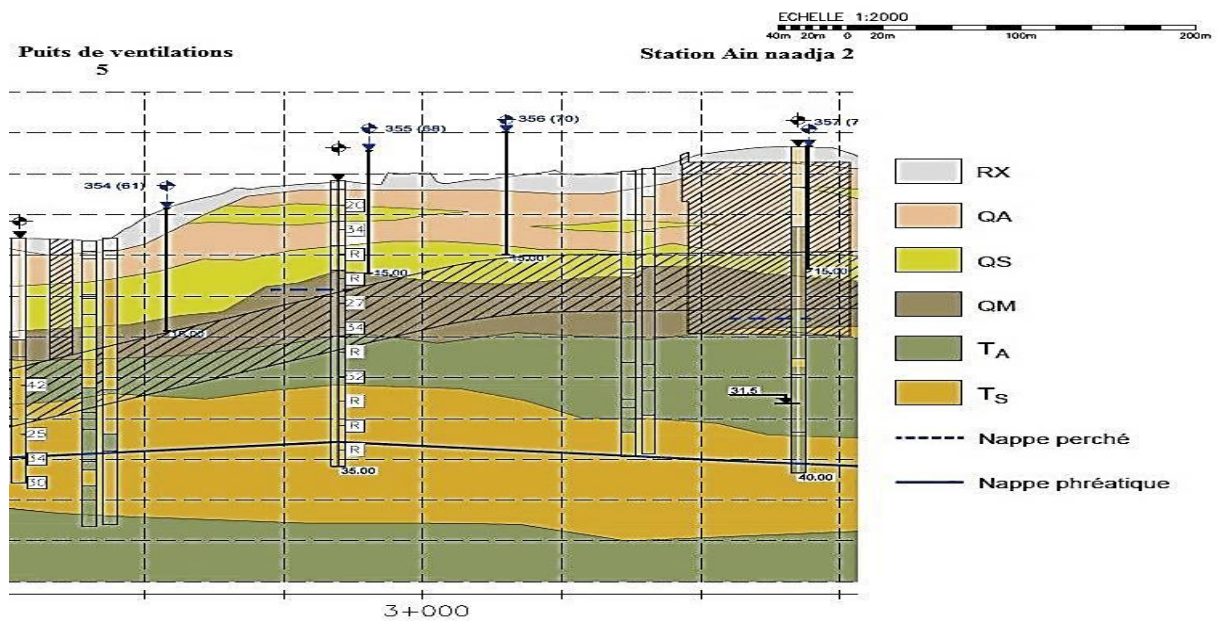 ECHELLE 1:2000
40m 20m 0 20m 100m 200m
Puits de ventilations
5
Station Ain naadja 2
354 (61)
355 (68)
356 (70)
357 (7
20
34
R
R
27
34
R
32
R
R
R
35.00
15.00
15.00
15.00
15.00
42
25
34
30
31.5
40.00
3+000
RX
QA
QS
QM
TA
TS
Nappe perché
Nappe phréatique